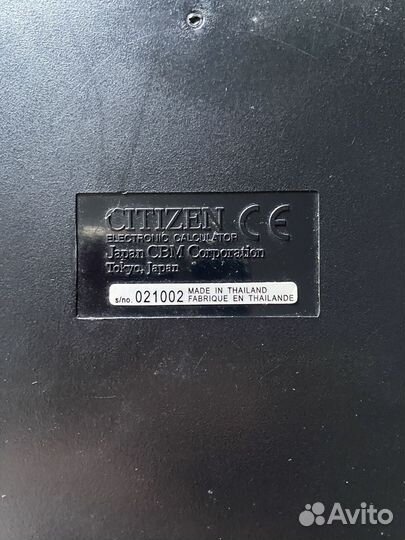 CITIZEN CE
ELECTRONIC CALCULATOR
Japan CBM Corporation
Tokyo, Japan
s/no. 021002 MADE IN THAILAND
FABRIQUE EN THAILANDE
Avito